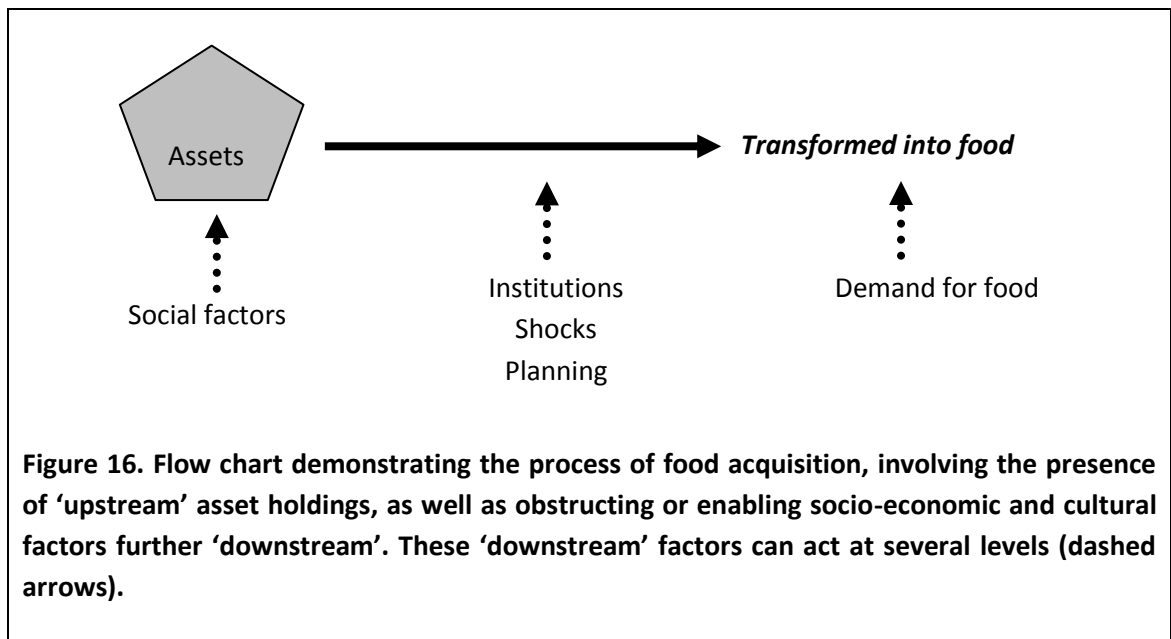 Assets
Transformed into food
Social factors
Institutions
Shocks
Planning
Demand for food
Figure 16. Flow chart demonstrating the process of food acquisition, involving the presence
of ‘upstream’ asset holdings, as well as obstructing or enabling socio-economic and cultural
factors further ‘downstream’. These ‘downstream’ factors can act at several levels (dashed
arrows).